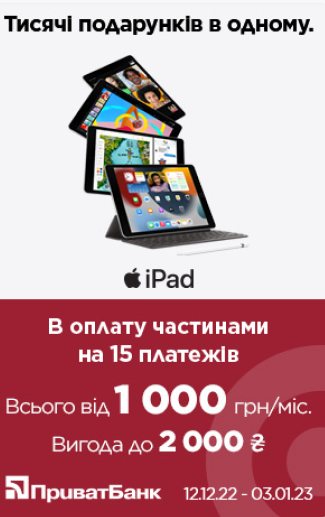 Тисячі подарунків в одному.
iPad
В оплату частинами
на 15 платежів
Всього від 1 000 грн/міс.
Вигода до 2 000 ₴
ПриватБанк 12.12.22 - 03.01.23